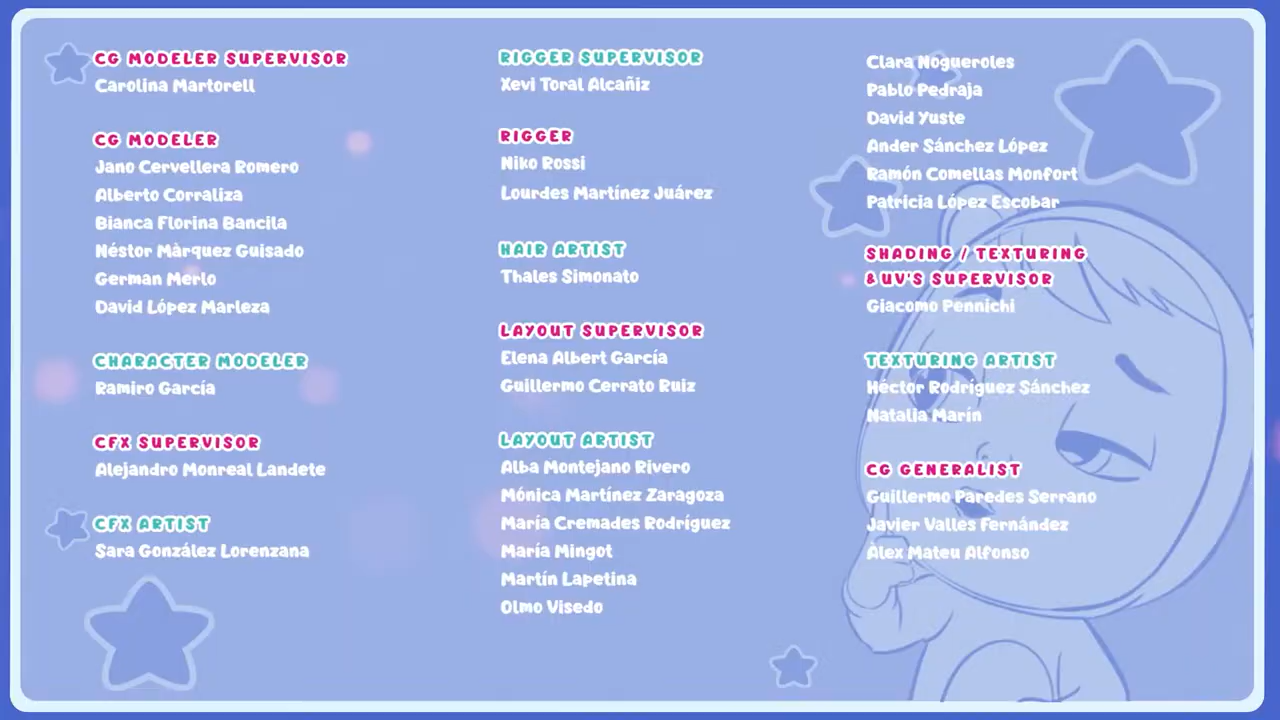 CG MODELER SUPERVISOR
Carolina Martorell
CG MODELER
Jano Cervellera Romero
Alberto Corraliza
Bianca Florina Bancila
Néstor Màrquez Guisado
German Merlo
David López Marleza
CHARACTER MODELER
Ramiro García
CFX SUPERVISOR
Alejandro Monreal Landete
CFX ARTIST
Sara González Lorenzana
RIGGER SUPERVISOR
Xevi Toral Alcañiz
RIGGER
Niko Rossi
Lourdes Martínez Juárez
HAIR ARTIST
Thales Simonato
LAYOUT SUPERVISOR
Elena Albert García
Guillermo Cerrato Ruiz
LAYOUT ARTIST
Alba Montejano Rivero
Mónica Martínez Zaragoza
María Cremades Rodríguez
María Mingot
Martín Lapetina
Olmo Visedo
Clara Nogueroles
Pablo Pedraja
David Yuste
Ander Sánchez López
Ramón Comellas Monfort
Patricia López Escobar
SHADING / TEXTURING
& UV'S SUPERVISOR
Giacomo Pennichi
TEXTURING ARTIST
Héctor Rodríguez Sánchez
Natalia Marín
CG GENERALIST
Guillermo Paredes Serrano
Javier Valles Fernández
Àlex Mateu Alfonso